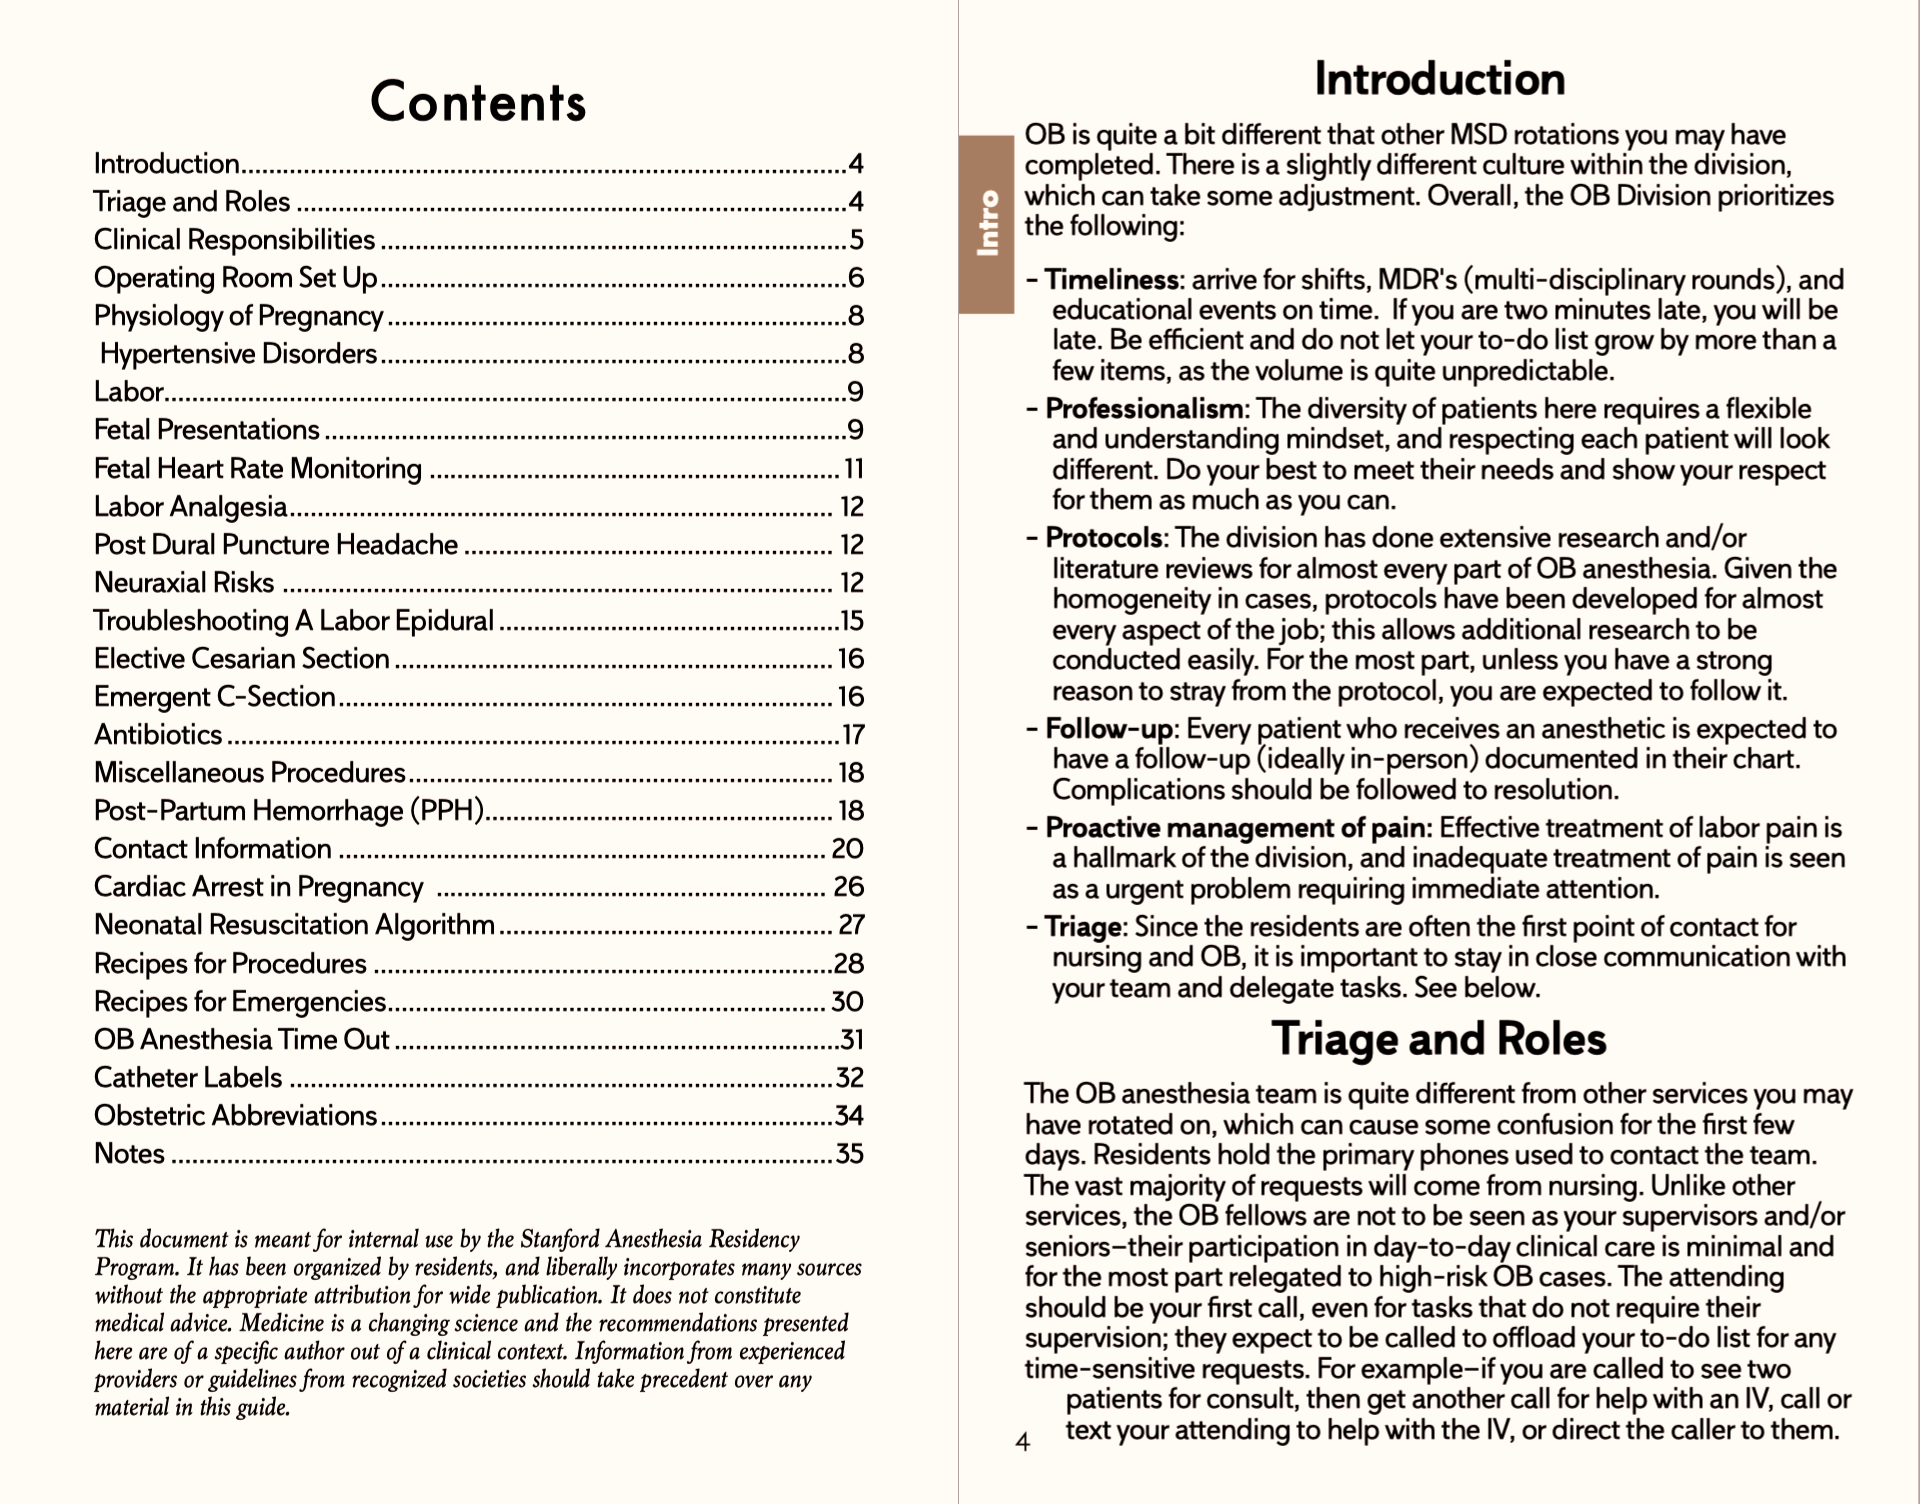 Contents
Introduction........................................................................................4
Triage and Roles ................................................................................4
Clinical Responsibilities ....................................................................5
Operating Room Set Up....................................................................6
Physiology of Pregnancy ...................................................................8
Hypertensive Disorders....................................................................8
Labor...................................................................................................9
Fetal Presentations ............................................................................9
Fetal Heart Rate Monitoring ............................................................ 11
Labor Analgesia............................................................................... 12
Post Dural Puncture Headache ...................................................... 12
Neuraxial Risks ................................................................................ 12
Troubleshooting A Labor Epidural ..................................................15
Elective Cesarian Section ................................................................ 16
Emergent C-Section........................................................................ 16
Antibiotics .........................................................................................17
Miscellaneous Procedures.............................................................. 18
Post-Partum Hemorrhage (PPH)................................................... 18
Contact Information ....................................................................... 20
Cardiac Arrest in Pregnancy ......................................................... 26
Neonatal Resuscitation Algorithm................................................. 27
Recipes for Procedures ...................................................................28
Recipes for Emergencies................................................................ 30
OB Anesthesia Time Out .................................................................31
Catheter Labels ...............................................................................32
Obstetric Abbreviations..................................................................34
Notes ................................................................................................35
This document is meant for internal use by the Stanford Anesthesia Residency
Program. It has been organized by residents, and liberally incorporates many sources
without the appropriate attribution for wide publication. It does not constitute
medical advice. Medicine is a changing science and the recommendations presented
here are of a specific author out of a clinical context. Information from experienced
providers or guidelines from recognized societies should take precedent over any
material in this guide.
Intro
Introduction
OB is quite a bit different that other MSD rotations you may have
completed. There is a slightly different culture within the division,
which can take some adjustment. Overall, the OB Division prioritizes
the following:
- Timeliness: arrive for shifts, MDR's (multi-disciplinary rounds), and
educational events on time.  If you are two minutes late, you will be
late. Be efficient and do not let your to-do list grow by more than a
few items, as the volume is quite unpredictable.
- Professionalism: The diversity of patients here requires a flexible
and understanding mindset, and respecting each patient will look
different. Do your best to meet their needs and show your respect
for them as much as you can.
- Protocols: The division has done extensive research and/or
literature reviews for almost every part of OB anesthesia. Given the
homogeneity in cases, protocols have been developed for almost
every aspect of the job; this allows additional research to be
conducted easily. For the most part, unless you have a strong
reason to stray from the protocol, you are expected to follow it.
- Follow-up: Every patient who receives an anesthetic is expected to
have a follow-up (ideally in-person) documented in their chart.
Complications should be followed to resolution.
- Proactive management of pain: Effective treatment of labor pain is
a hallmark of the division, and inadequate treatment of pain is seen
as a urgent problem requiring immediate attention.
- Triage: Since the residents are often the first point of contact for
nursing and OB, it is important to stay in close communication with
your team and delegate tasks. See below.
Triage and Roles
The OB anesthesia team is quite different from other services you may
have rotated on, which can cause some confusion for the first few
days. Residents hold the primary phones used to contact the team.
The vast majority of requests will come from nursing. Unlike other
services, the OB fellows are not to be seen as your supervisors and/or
seniors–their participation in day-to-day clinical care is minimal and
for the most part relegated to high-risk OB cases. The attending
should be your first call, even for tasks that do not require their
supervision; they expect to be called to offload your to-do list for any
time-sensitive requests. For example–if you are called to see two
patients for consult, then get another call for help with an IV, call or
text your attending to help with the IV, or direct the caller to them.
4